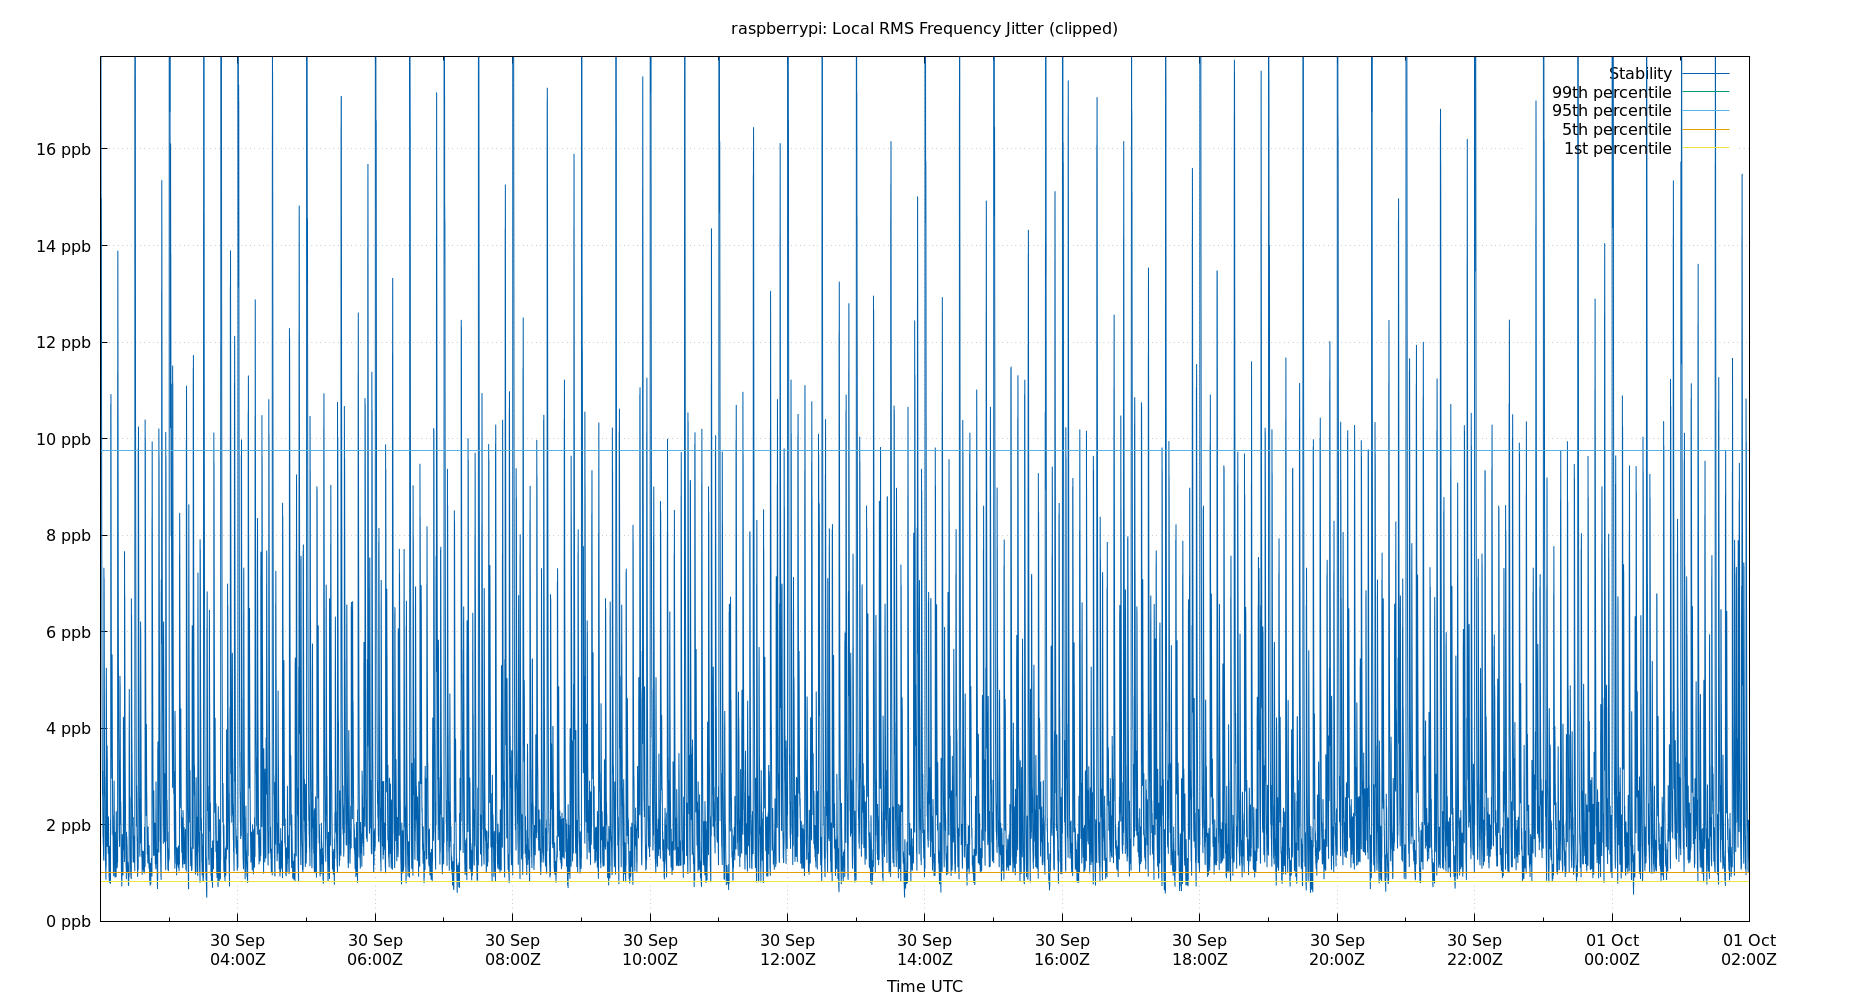 raspberrypi: Local RMS Frequency Jitter (clipped)
Stability
99th percentile
95th percentile
5th percentile
1st percentile
16 ppb
14 ppb
12 ppb
10 ppb
8 ppb
6 ppb
4 ppb
2 ppb
0 ppb
30 Sep 30 Sep 30 Sep 30 Sep 30 Sep 30 Sep 30 Sep 30 Sep 30 Sep 30 Sep 01 Oct 01 Oct
04:00Z 06:00Z 08:00Z 10:00Z 12:00Z 14:00Z 16:00Z 18:00Z 20:00Z 22:00Z 00:00Z 02:00Z
Time UTC